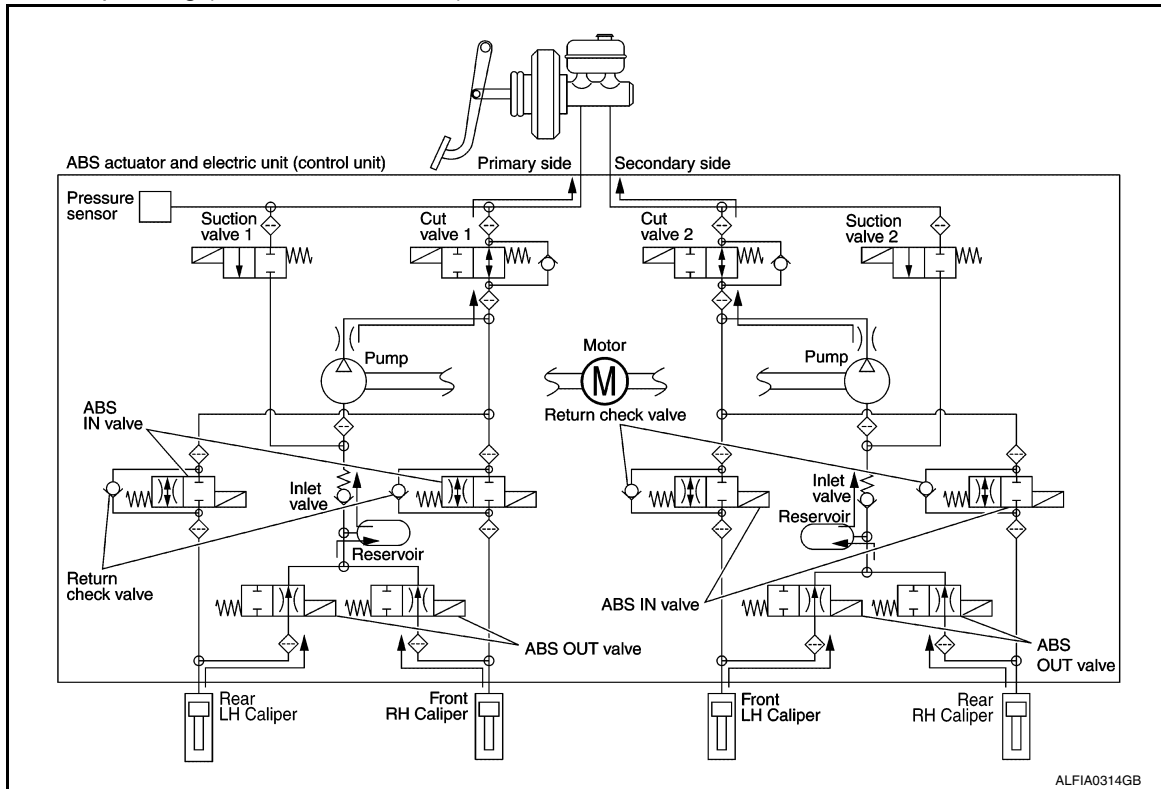 ABS actuator and electric unit (control unit)
Primary side
Secondary side
Pressure
sensor
Suction
valve 1
Cut
valve 1
Cut
valve 2
Suction
valve 2
Pump
Motor
M
Pump
ABS
IN valve
Return check valve
Inlet
valve
Inlet
valve
Reservoir
Reservoir
Return
check valve
ABS IN valve
ABS OUT valve
ABS
OUT valve
Rear
LH Caliper
Front
RH Caliper
Front
LH Caliper
Rear
RH Caliper
ALFIA0314GB